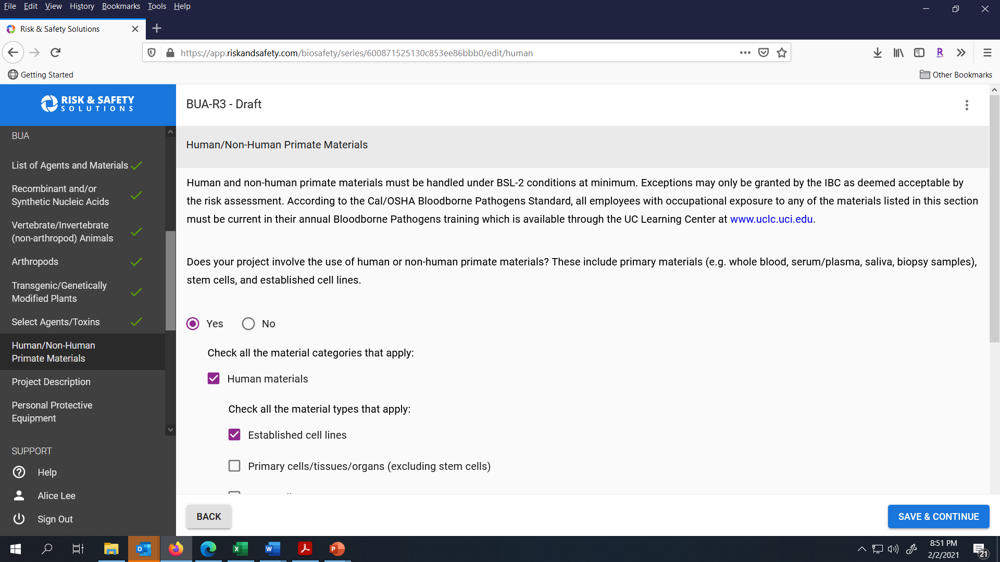 File Edit View History Bookmarks Tools Help
Risk & Safety Solutions
https://app.riskandsafety.com/biosafety/series/600871525130c853ee86bbb0/edit/human
Getting Started
Other Bookmarks
RISK & SAFETY
SOLUTIONS
BUA
List of Agents and Materials
Recombinant and/or
Synthetic Nucleic Acids
Vertebrate/Invertebrate
(non-arthropod) Animals
Arthropods
Transgenic/Genetically
Modified Plants
Select Agents/Toxins
Human/Non-Human
Primate Materials
Project Description
Personal Protective
Equipment
SUPPORT
Help
Alice Lee
Sign Out
BUA-R3 - Draft
Human/Non-Human Primate Materials
Human and non-human primate materials must be handled under BSL-2 conditions at minimum. Exceptions may only be granted by the IBC as deemed acceptable by
the risk assessment. According to the Cal/OSHA Bloodborne Pathogens Standard, all employees with occupational exposure to any of the materials listed in this section
must be current in their annual Bloodborne Pathogens training which is available through the UC Learning Center at www.uclc.uci.edu.
Does your project involve the use of human or non-human primate materials? These include primary materials (e.g. whole blood, serum/plasma, saliva, biopsy samples),
stem cells, and established cell lines.
Yes No
Check all the material categories that apply:
Human materials
Check all the material types that apply:
Established cell lines
Primary cells/tissues/organs (excluding stem cells)
BACK
SAVE & CONTINUE
8:51 PM
2/2/2021
21